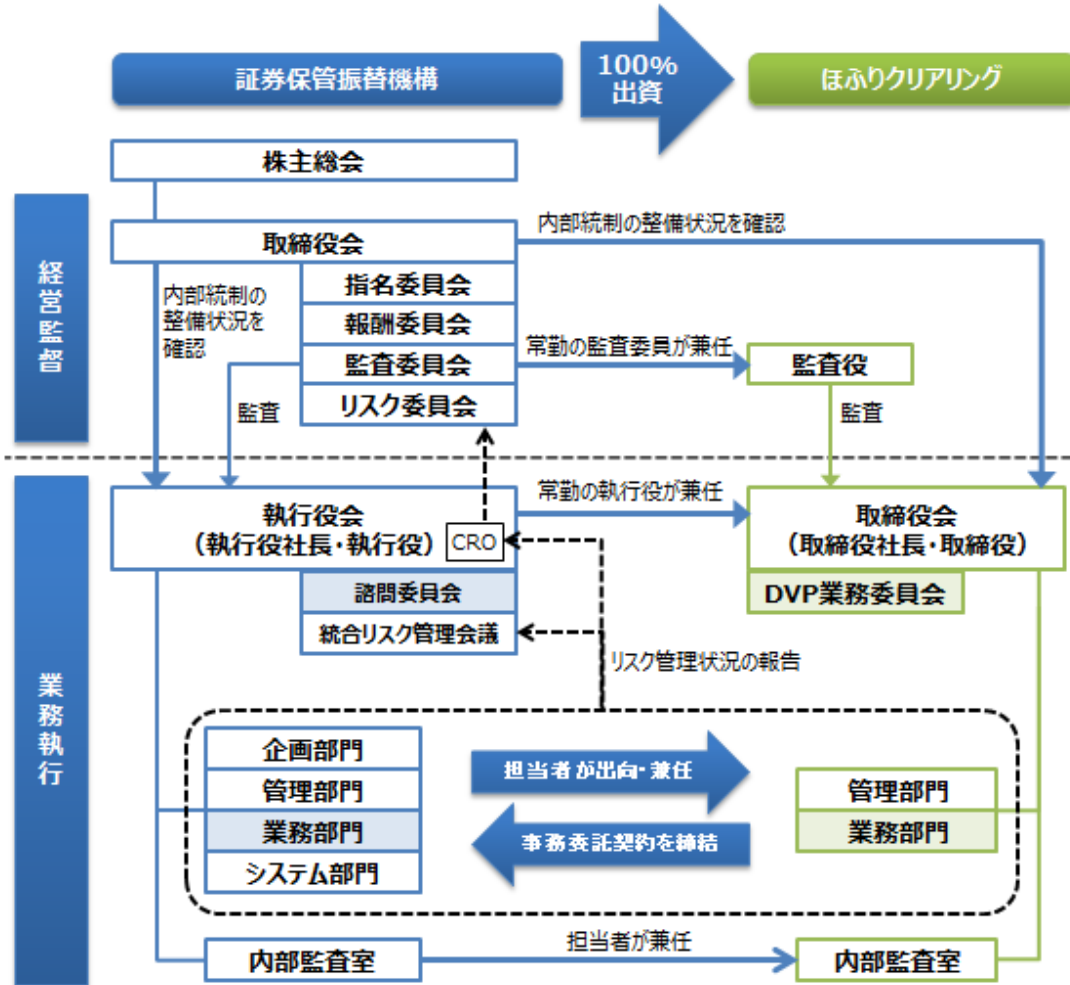 証券保管振替機構
100%
出資
ほふりクリアリング
株主総会
経営監督
取締役会
内部統制の整備状況を確認
内部統制の
整備状況を
確認
指名委員会
報酬委員会
監査委員会
リスク委員会
常勤の監査委員が兼任
監査役
監査
監査
業務執行
執行役会
(執行役社長・執行役)
CRO
常勤の執行役が兼任
取締役会
(取締役社長・取締役)
諮問委員会
統合リスク管理会議
DVP業務委員会
リスク管理状況の報告
企画部門
管理部門
業務部門
システム部門
担当者が出向・兼任
事務委託契約を締結
管理部門
業務部門
内部監査室
担当者が兼任
内部監査室